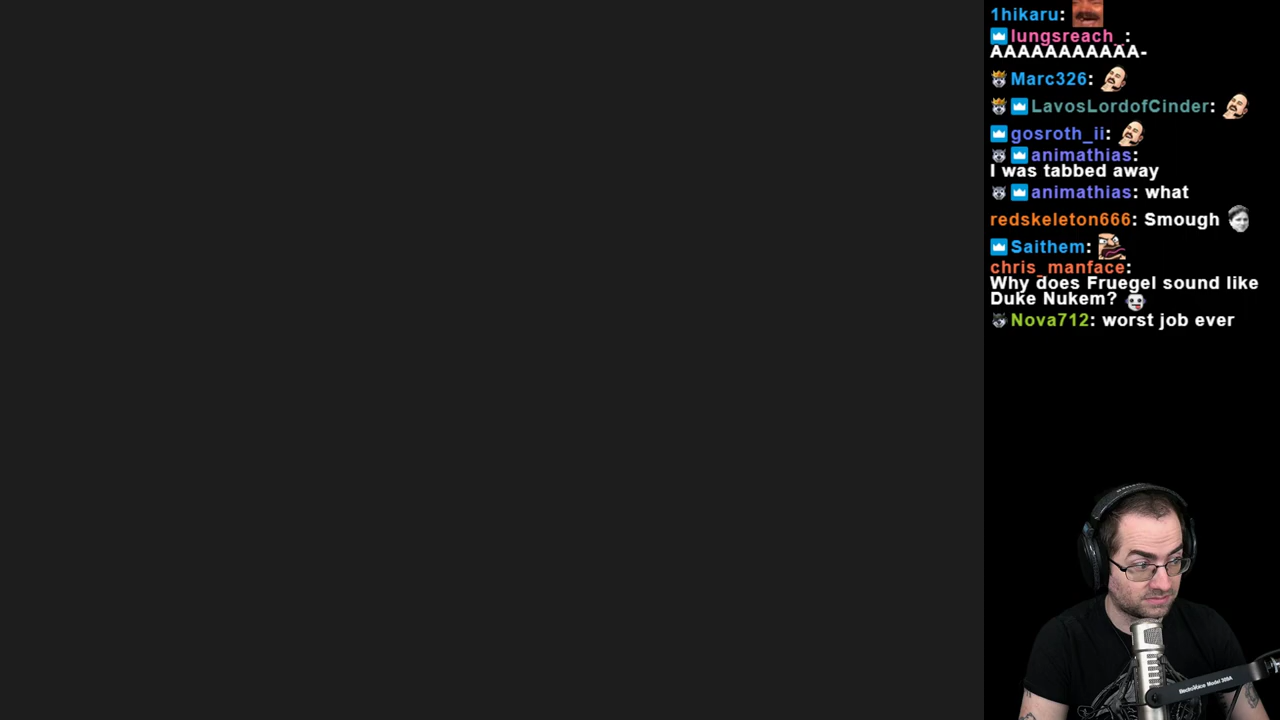 1hikaru:
lungsreach_:
AAAAAAAAAAA-
Marc326:
LavosLordofCinder:
gosroth_ii:
animathias:
I was tabbed away
animathias: what
redskeleton666: Smough
Saithem:
chris_manface:
Why does Fruegel sound like
Duke Nukem?
Nova712: worst job ever